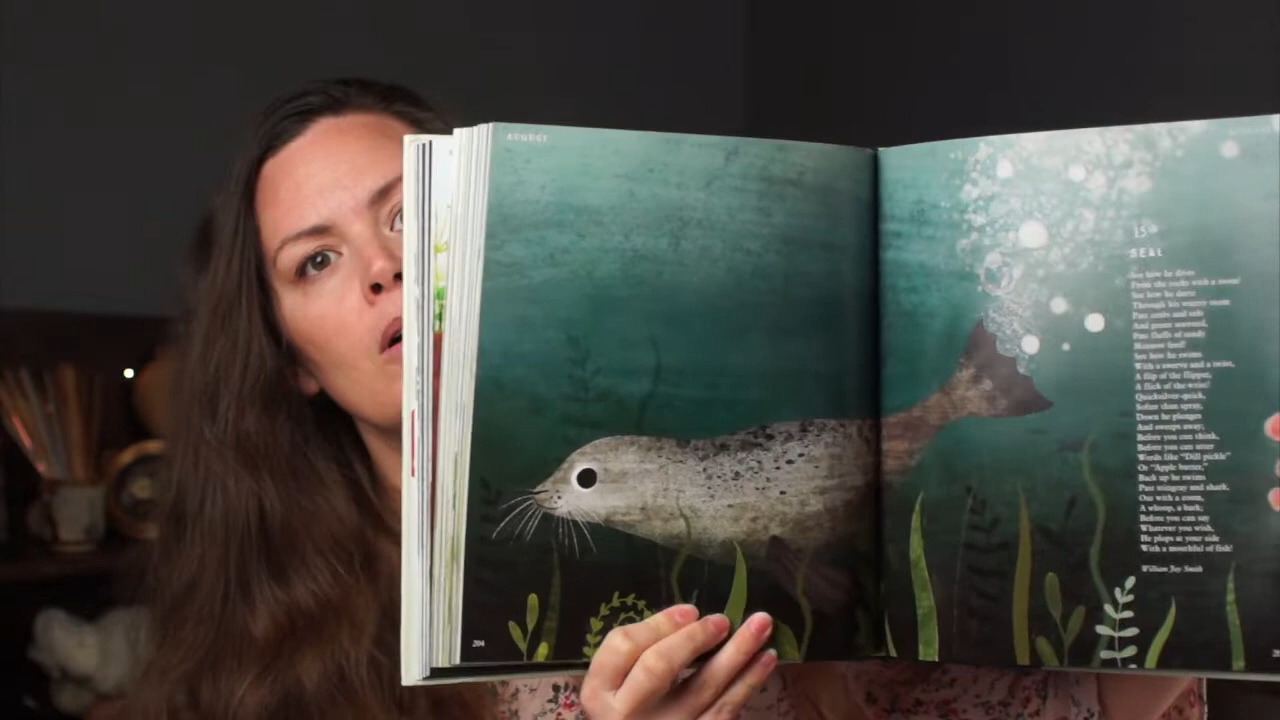 AUGUST
15th
SEAL
See how he dives
From the rocks with a zoom!
See how he darts
Through his watery room
Past crabs and eels
And green seaweed,
Past fluffs of sandy
Minnow feed!
See how he swims
With a swerve and a twist,
A flip of the flipper,
A flick of the wrist!
Quicksilver-quick,
Softer than spray,
Down he plunges
And sweeps away;
Before you can think,
Before you can utter
Words like "Dill pickle"
Or "Apple butter,"
Back up he swims
Past stingray and shark,
Out with a zoom,
A whoop, a bark;
Before you can say
Whatever you wish,
He plops at your side
With a mouthful of fish!
William Jay Smith
204